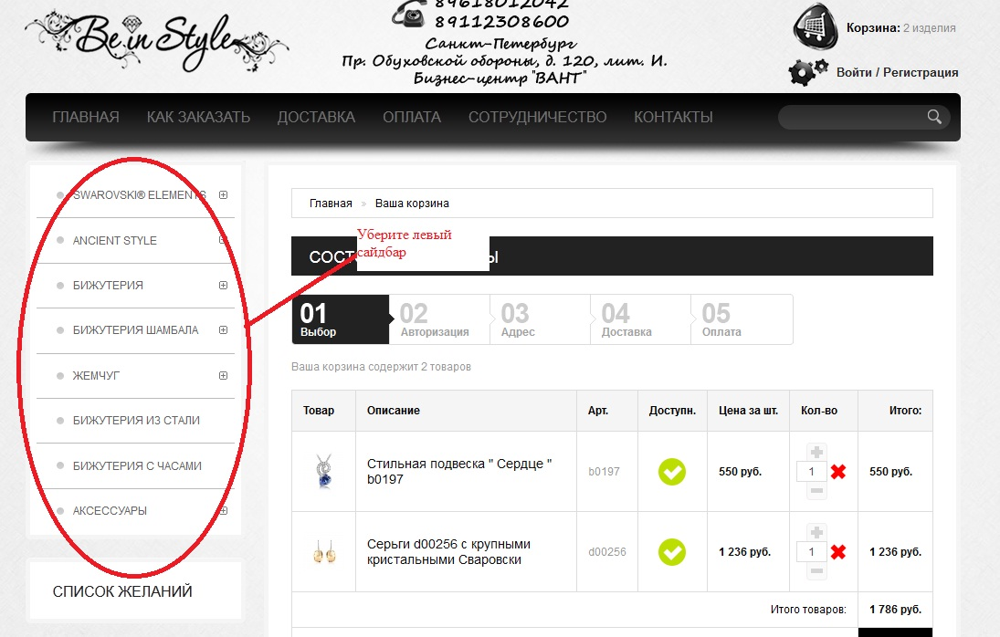 Be in Style
89618012042
89112308600
Санкт-Петербург
Пр. Обуховской обороны, д. 120, лит. И.
Бизнес-центр "ВАНТ"
Корзина: 2 изделия
Войти / Регистрация
ГЛАВНАЯ КАК ЗАКАЗАТЬ ДОСТАВКА ОПЛАТА СОТРУДНИЧЕСТВО КОНТАКТЫ
SWAROVSKI® ELEMENTS
ANCIENT STYLE
БИЖУТЕРИЯ
БИЖУТЕРИЯ ШАМБАЛА
ЖЕМЧУГ
БИЖУТЕРИЯ ИЗ СТАЛИ
БИЖУТЕРИЯ С ЧАСАМИ
АКСЕССУАРЫ
СПИСОК ЖЕЛАНИЙ
Главная » Ваша корзина
Уберите левый
сайдбар
01 02 03 04 05
Выбор Авторизация Адрес Доставка Оплата
Ваша корзина содержит 2 товаров
Товар Описание Арт. Доступн. Цена за шт. Кол-во Итого:
Стильная подвеска " Сердце "
b0197
b0197 550 руб. 1 550 руб.
Серьги d00256 с крупными
кристальными Сваровски
d00256 1 236 руб. 1 1 236 руб.
Итого товаров: 1 786 руб.